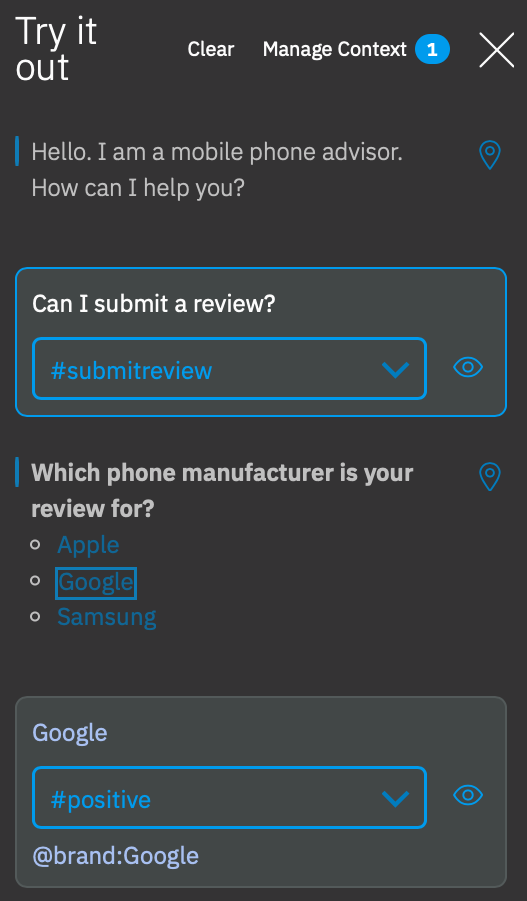 Try it
out
Clear
Manage Context 1
Hello. I am a mobile phone advisor.
How can I help you?
Can I submit a review?
#submitreview
Which phone manufacturer is your
review for?
Apple
Google
Samsung
Google
#positive
@brand:Google